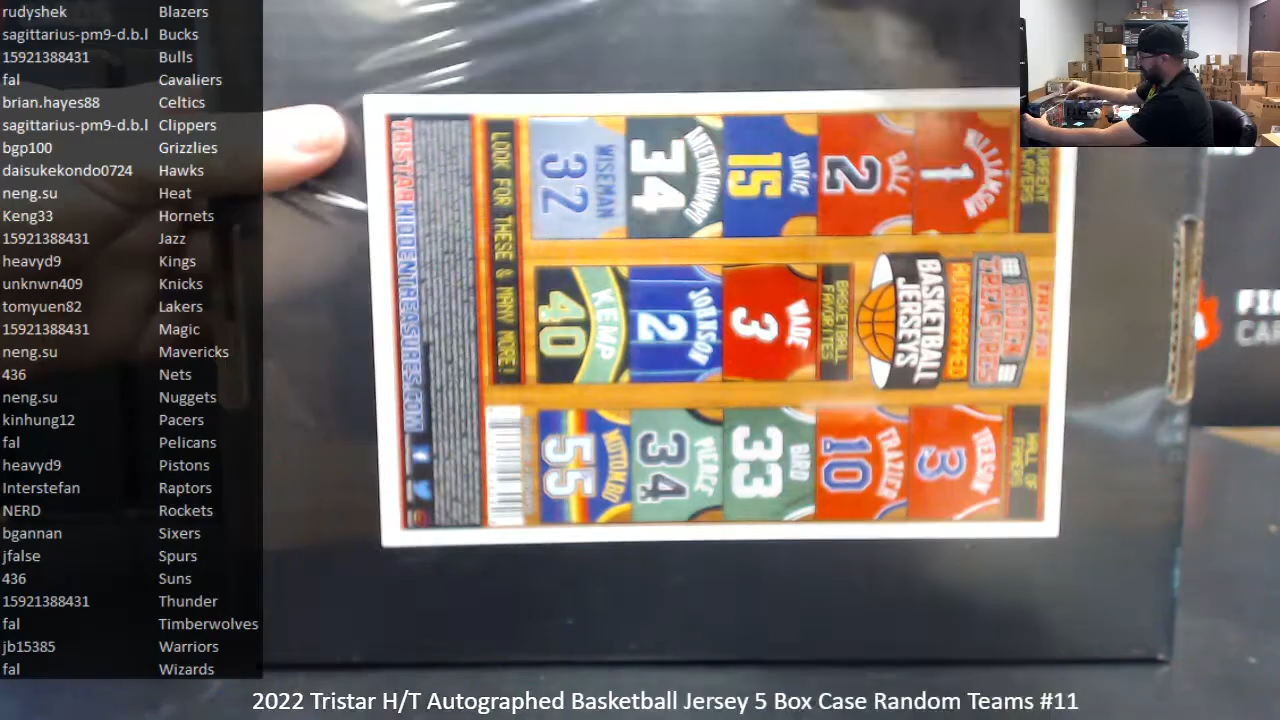 rudyshek Blazers
sagittarius-pm9-d.b.l Bucks
15921388431 Bulls
fal Cavaliers
brian.hayes88 Celtics
sagittarius-pm9-d.b.l Clippers
bgp100 Grizzlies
daisukekondo0724 Hawks
neng.su Heat
Keng33 Hornets
15921388431 Jazz
heavyd9 Kings
unknwn409 Knicks
tomyuen82 Lakers
15921388431 Magic
neng.su Mavericks
436 Nets
neng.su Nuggets
kinhung12 Pacers
fal Pelicans
heavyd9 Pistons
Interstefan Raptors
NERD Rockets
bgannan Sixers
jfalse Spurs
436 Suns
15921388431 Thunder
fal Timberwolves
jb15385 Warriors
fal Wizards
TRISTAR
HIDDEN
TREASURES
AUTOGRAPHED
BASKETBALL
JERSEYS
CURRENT
PLAYERS
WILLIAMSON
1
BALL
2
JOKIC
15
ANTETOKOUNMPO
34
WISEMAN
32
BASKETBALL
FAVORITES
WADE
3
JOHNSON
2
KEMP
40
HALL OF
FAMERS
IVERSON
3
FRAZIER
10
BIRD
33
PIERCE
34
MUTOMBO
55
LOOK FOR THESE & MANY MORE!
TRISTARHIDDENTREASURES.COM
2022 Tristar H/T Autographed Basketball Jersey 5 Box Case Random Teams #11